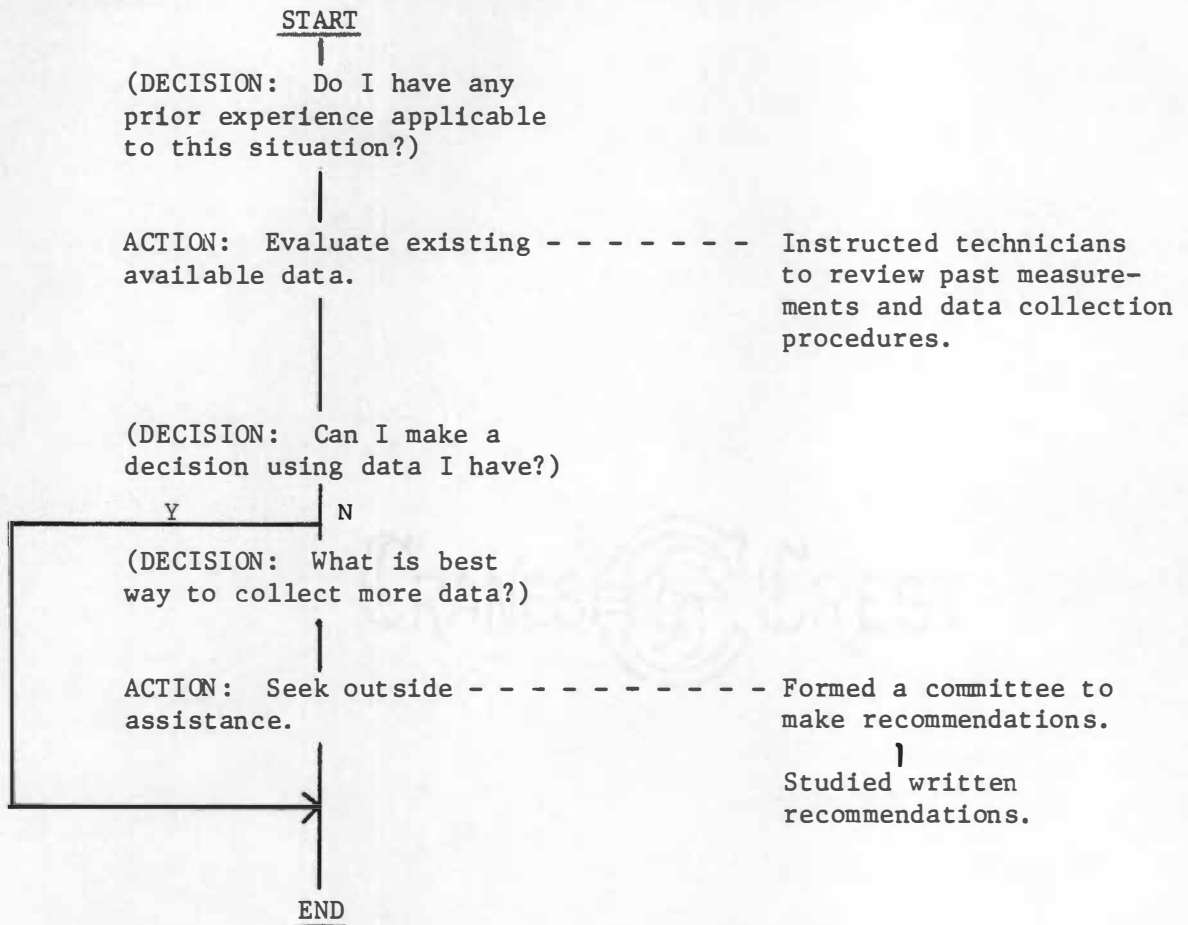 START
(DECISION: Do I have any
prior experience applicable
to this situation?)
ACTION: Evaluate existing - - - - - - -
available data.
Instructed technicians
to review past measure-
ments and data collection
procedures.
(DECISION: Can I make a
decision using data I have?)
Y
N
(DECISION: What is best
way to collect more data?)
ACTION: Seek outside - - - - - - - - - -
assistance.
Formed a committee to
make recommendations.
Studied written
recommendations.
END